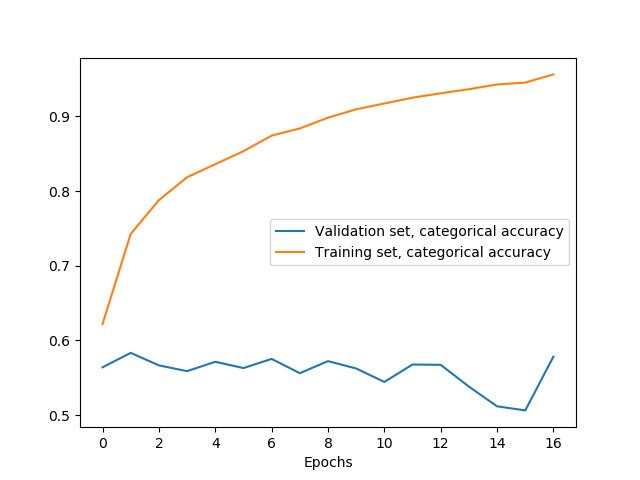 0.9
0.8
0.7
0.6
0.5
Validation set, categorical accuracy
Training set, categorical accuracy
0 2 4 6 8 10 12 14 16
Epochs